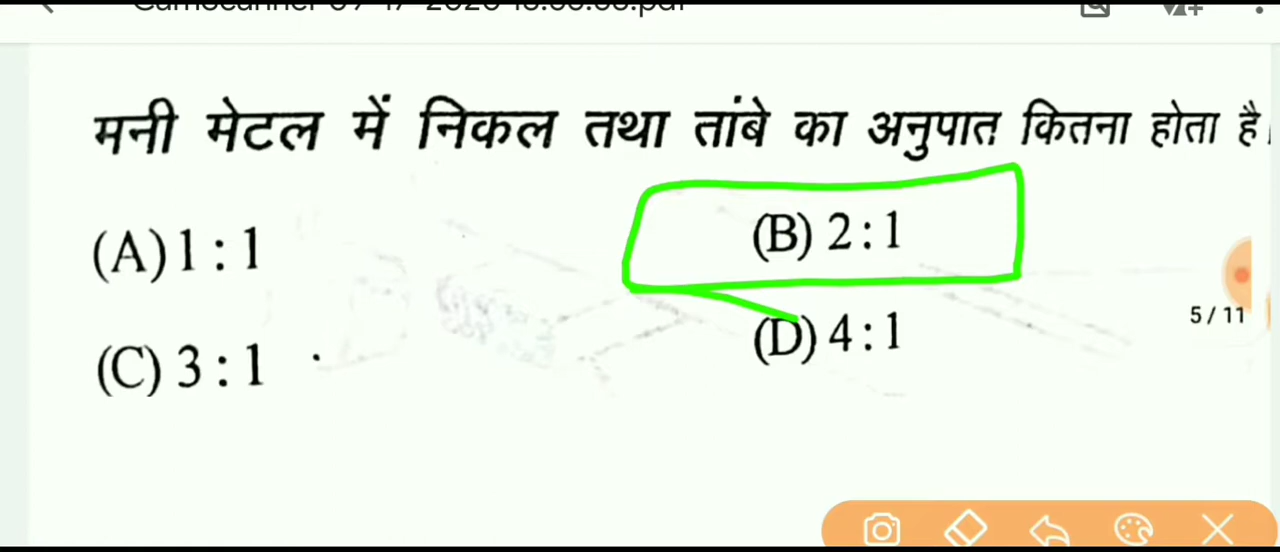 मनी मेटल में निकल तथा तांबे का अनुपात कितना होता है
(A) 1 : 1
(B) 2 : 1
(C) 3 : 1
(D) 4 : 1
5 / 11